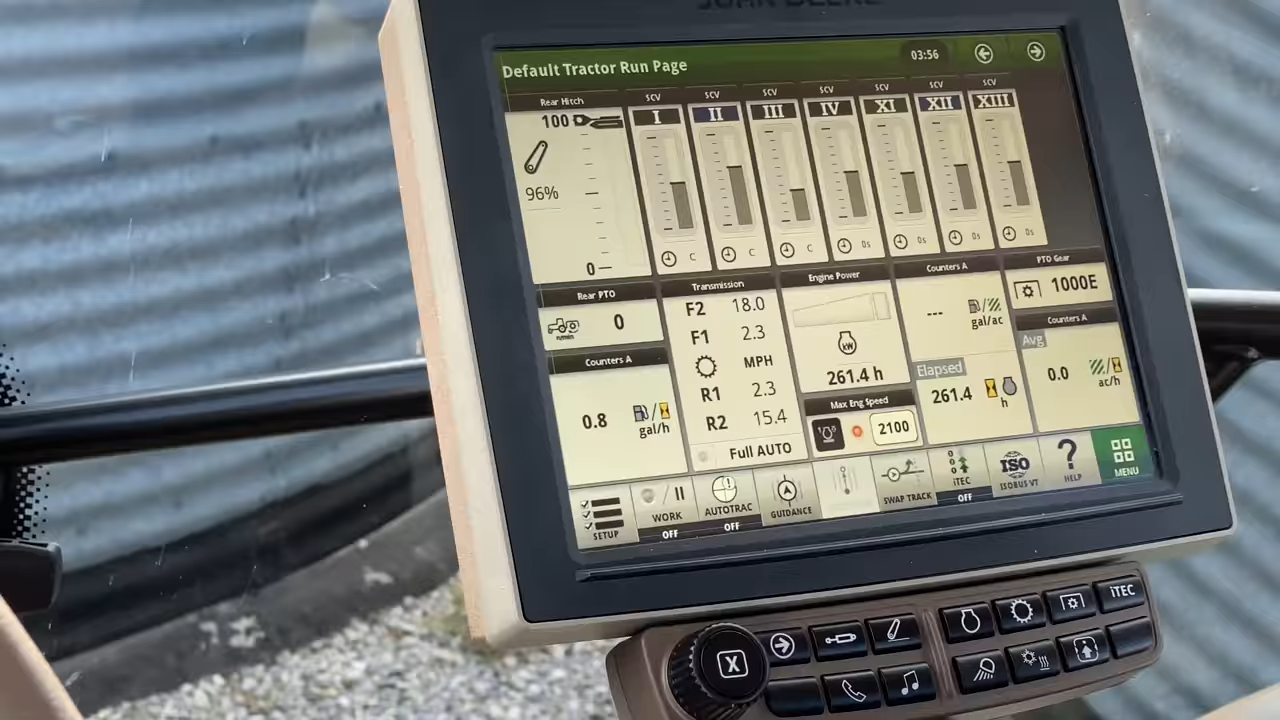 JOHN DEERE
Default Tractor Run Page
03:56
Rear Hitch
100
96%
0
SCV
I
C
SCV
II
C
SCV
III
C
SCV
IV
0s
SCV
XI
0s
SCV
XII
0s
SCV
XIII
0s
Rear PTO
0
n/min
Counters A
0.8
gal/h
Transmission
F2 18.0
F1 2.3
MPH
R1 2.3
R2 15.4
Full AUTO
Engine Power
kW
261.4 h
Max Eng Speed
2100
Counters A
---
gal/ac
Elapsed
261.4
h
PTO Gear
1000E
Counters A
Avg
0.0
ac/h
SETUP
WORK
OFF
AUTOTRAC
OFF
GUIDANCE
SWAP TRACK
iTEC
OFF
ISO
ISOBUS VT
?
HELP
MENU
X
iTEC